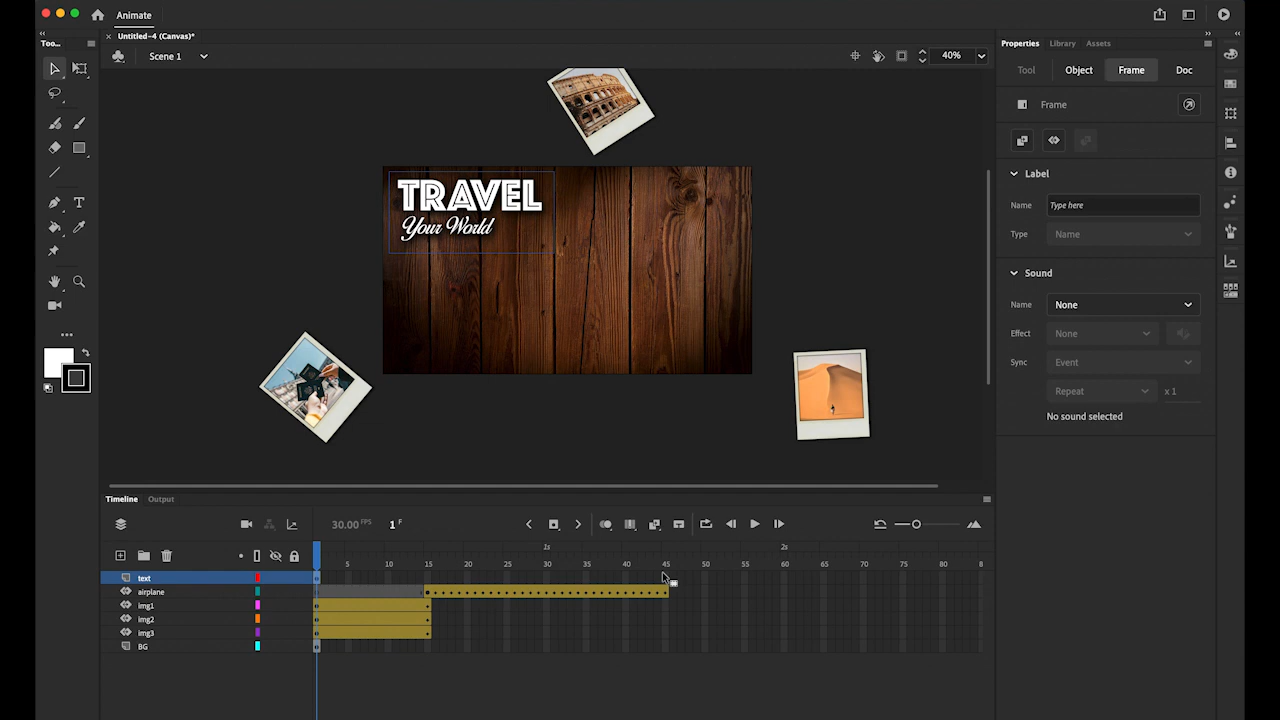 Animate
Too...
Untitled-4 (Canvas)*
Scene 1
40%
TRAVEL
Your World
Properties
Library
Assets
Tool
Object
Frame
Doc
Frame
Label
Name
Type here
Type
Name
Sound
Name
None
Effect
None
Sync
Event
Repeat
x 1
No sound selected
Timeline
Output
30.00 FPS
1 F
1s
2s
5 10 15 20 25 30 35 40 45 50 55 60 65 70 75 80 8
text
airplane
img1
img2
img3
BG